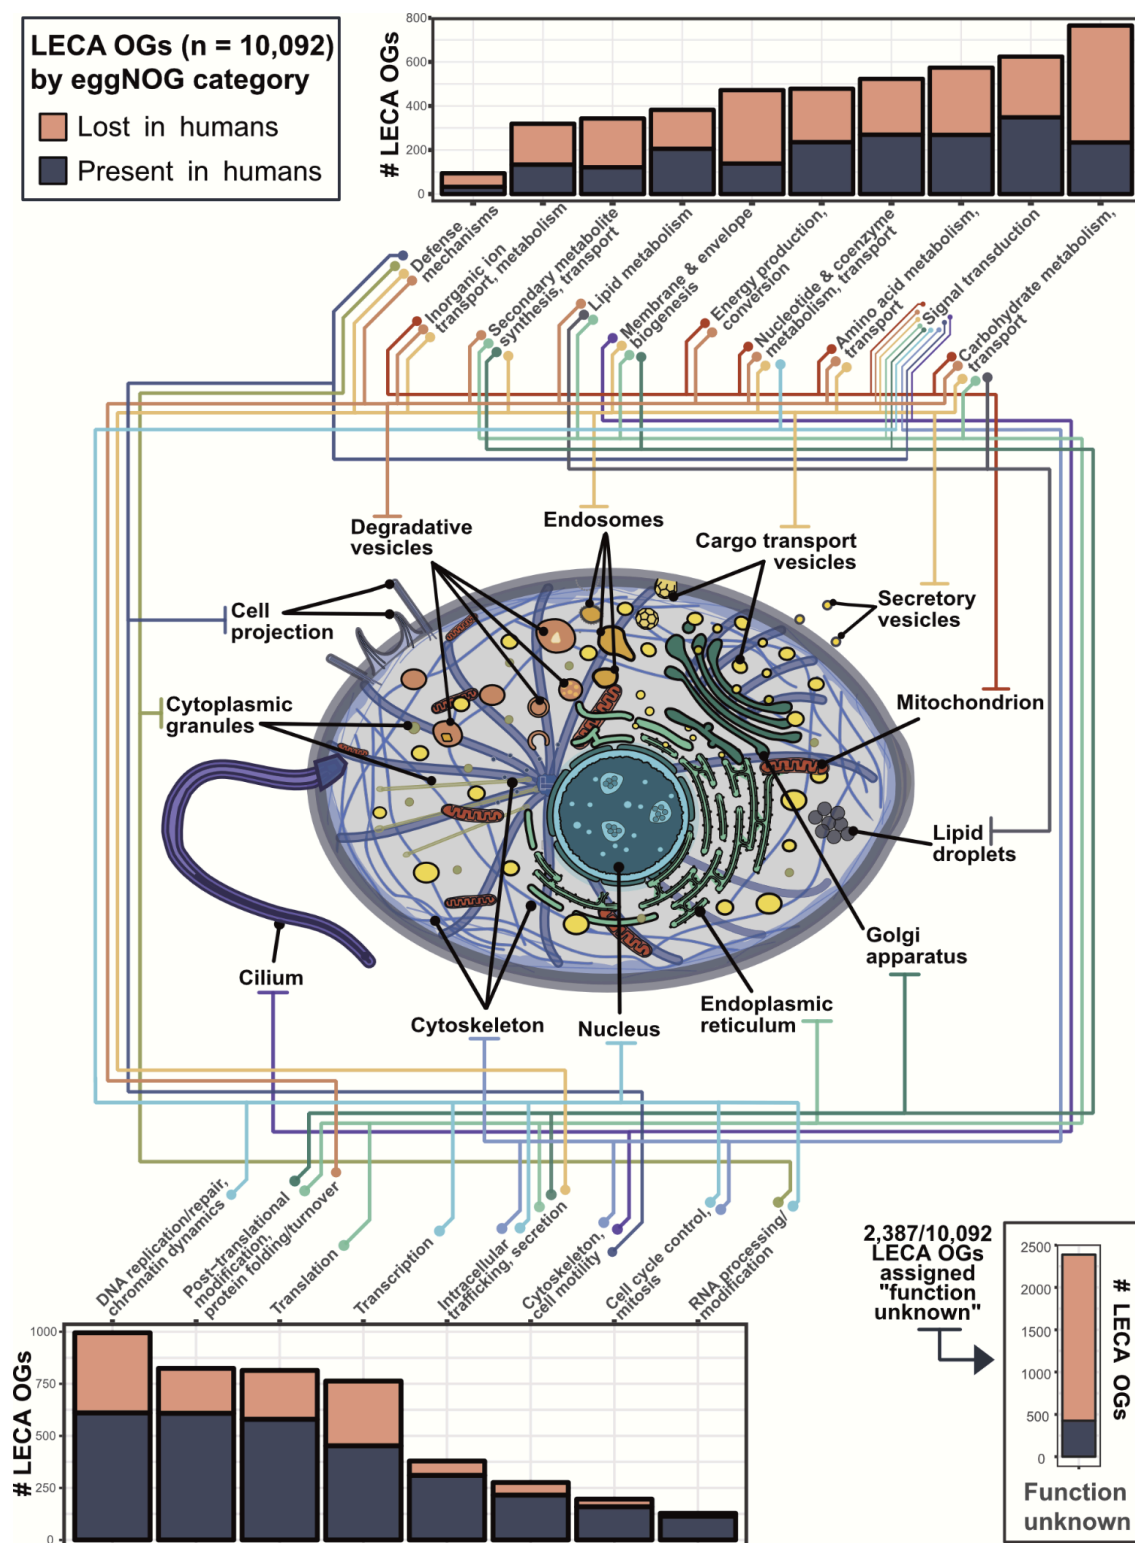 LECA OGs (n = 10,092)
by eggNOG category
Lost in humans
Present in humans
# LECA OGs
800
600
400
200
0
Defense
mechanisms
Inorganic ion
transport, metabolism
Secondary metabolite
synthesis, transport
Lipid metabolism
Membrane & envelope
biogenesis
Energy production,
conversion
Nucleotide & coenzyme
metabolism, transport
Amino acid metabolism,
transport
Signal transduction
Carbohydrate metabolism,
transport
Degradative
vesicles
Endosomes
Cargo transport
vesicles
Secretory
vesicles
Cell
projection
Cytoplasmic
granules
Mitochondrion
Lipid
droplets
Golgi
apparatus
Endoplasmic
reticulum
Nucleus
Cytoskeleton
Cilium
DNA replication/repair,
chromatin dynamics
Post-translational
modification,
protein folding/turnover
Translation
Transcription
Intracellular
trafficking, secretion
Cytoskeleton,
cell motility
Cell cycle control,
mitosis
RNA processing/
modification
# LECA OGs
1000
750
500
250
0
2,387/10,092
LECA OGs
assigned
"function
unknown"
2500
2000
1500
1000
500
0
# LECA OGs
Function
unknown